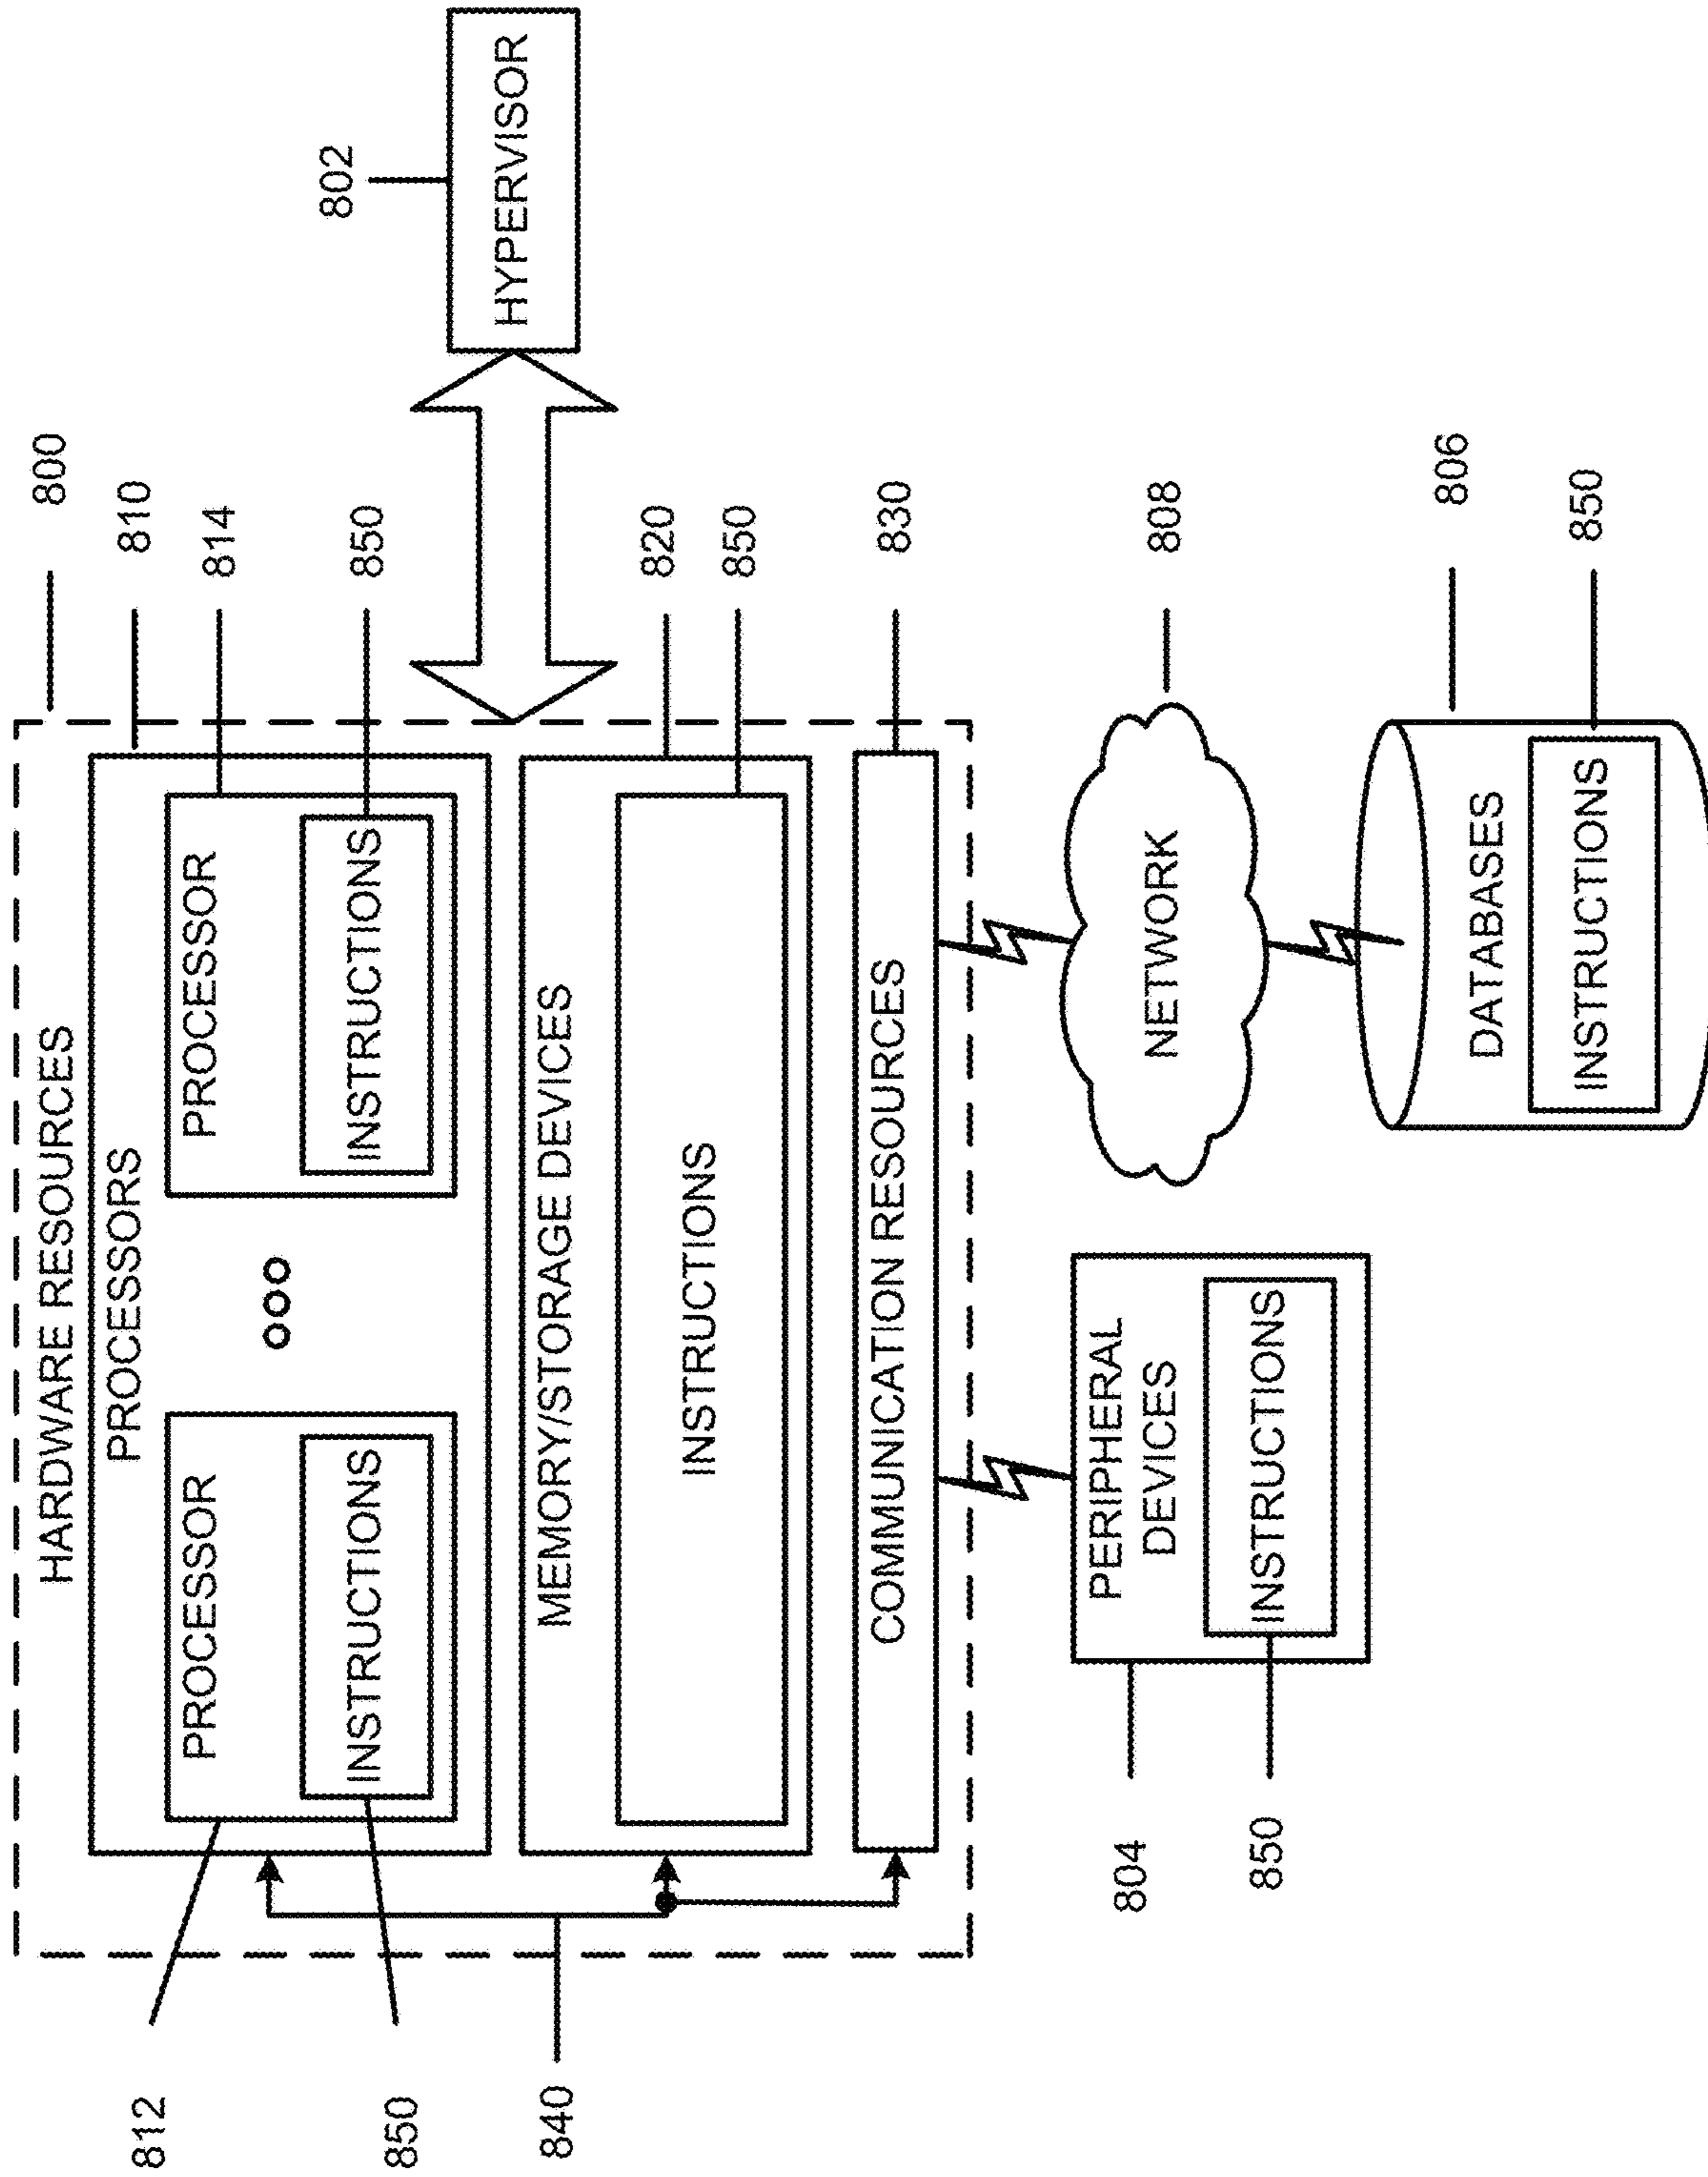 HARDWARE RESOURCES
800
PROCESSORS
810
812
PROCESSOR
PROCESSOR
814
850
INSTRUCTIONS
INSTRUCTIONS
850
802
HYPERVISOR
840
MEMORY/STORAGE DEVICES
820
INSTRUCTIONS
850
COMMUNICATION RESOURCES
830
804
PERIPHERAL
DEVICES
850
INSTRUCTIONS
NETWORK
808
DATABASES
806
INSTRUCTIONS
850